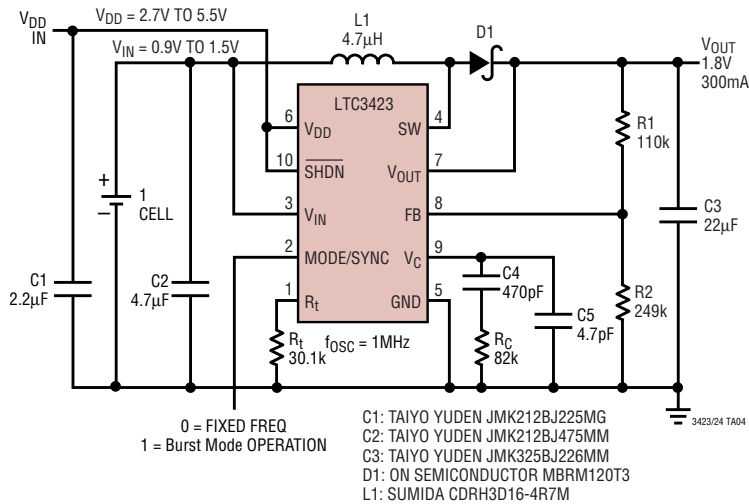 VDD IN
VDD = 2.7V TO 5.5V
VIN = 0.9V TO 1.5V
L1
4.7µH
D1
VOUT
1.8V
300mA
LTC3423
6
VDD
SW
4
10
SHDN
VOUT
7
3
VIN
FB
8
2
MODE/SYNC
VC
9
1
Rt
GND
5
R1
110k
+
–
1
CELL
C3
22µF
C1
2.2µF
C2
4.7µF
C4
470pF
C5
4.7pF
R2
249k
Rt
30.1k
fOSC = 1MHz
RC
82k
0 = FIXED FREQ
1 = Burst Mode OPERATION
C1: TAIYO YUDEN JMK212BJ225MG
C2: TAIYO YUDEN JMK212BJ475MM
C3: TAIYO YUDEN JMK325BJ226MM
D1: ON SEMICONDUCTOR MBRM120T3
L1: SUMIDA CDRH3D16-4R7M
3423/24 TA04